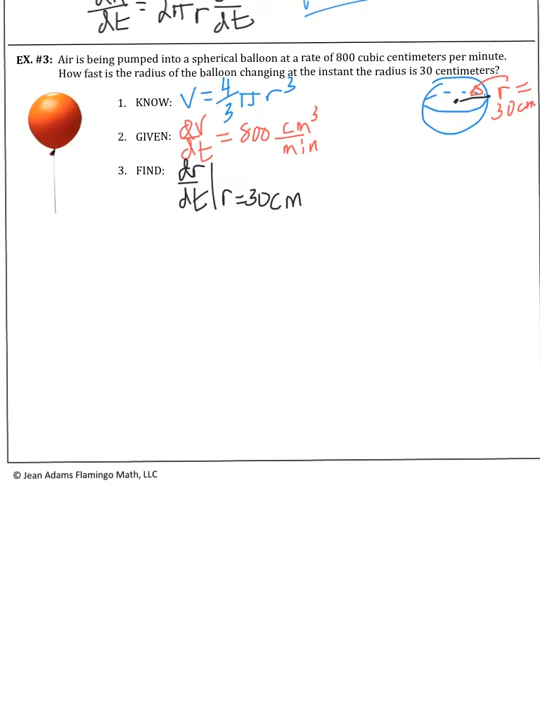 dt = 2πr dt
EX. #3: Air is being pumped into a spherical balloon at a rate of 800 cubic centimeters per minute.
How fast is the radius of the balloon changing at the instant the radius is 30 centimeters?
1. KNOW: V = 4/3 π r³
r = 30cm
2. GIVEN: dV/dt = 800 cm³/min
3. FIND: dr/dt | r=30cm
© Jean Adams Flamingo Math, LLC